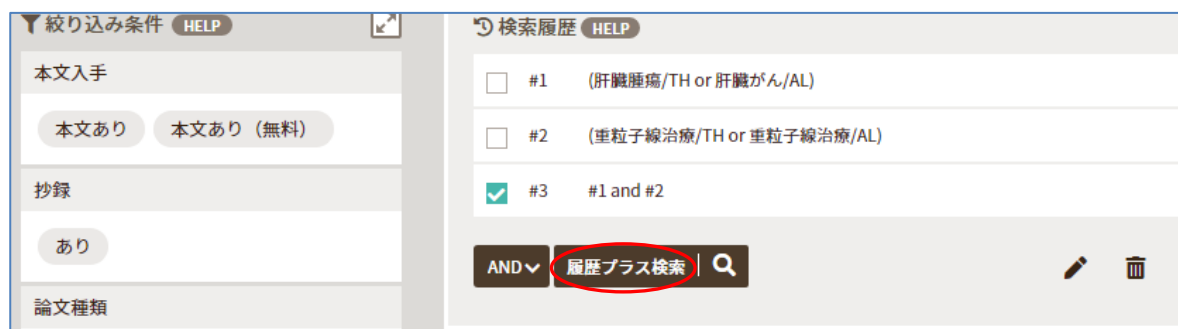 絞り込み条件 HELP
本文入手
本文あり 本文あり（無料）
抄録
あり
論文種類
検索履歴 HELP
#1 (肝臓腫瘍/TH or 肝臓がん/AL)
#2 (重粒子線治療/TH or 重粒子線治療/AL)
#3 #1 and #2
AND 履歴プラス検索